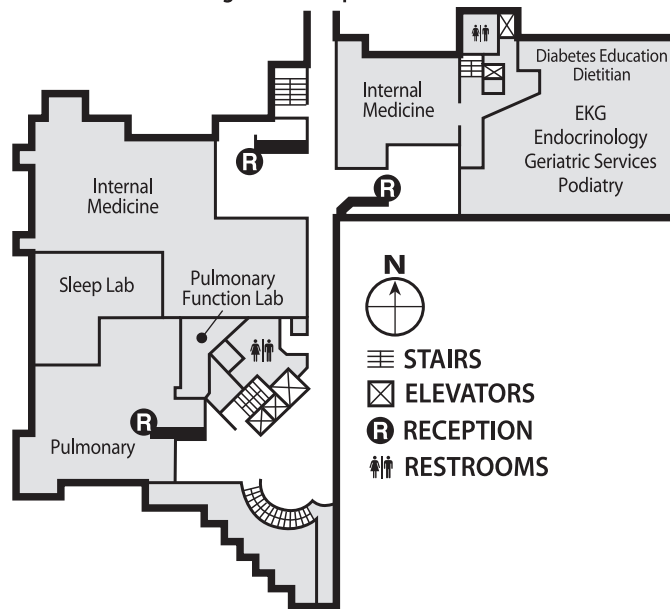 Internal
Medicine
R
Diabetes Education
Dietitian
EKG
Endocrinology
Geriatric Services
Podiatry
R
Internal
Medicine
Sleep Lab
Pulmonary
Function Lab
R
Pulmonary
N
STAIRS
ELEVATORS
R RECEPTION
RESTROOMS